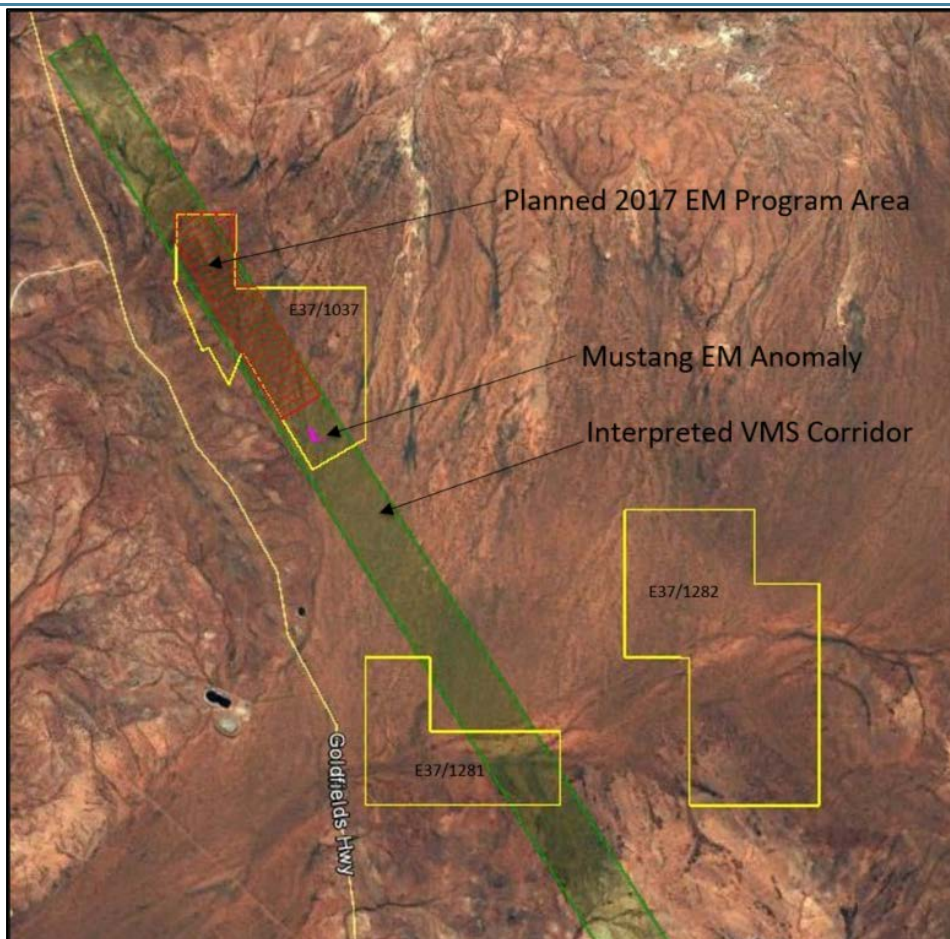 Planned 2017 EM Program Area
E37/1037
Mustang EM Anomaly
Interpreted VMS Corridor
E37/1282
E37/1281
Goldfields Hwy